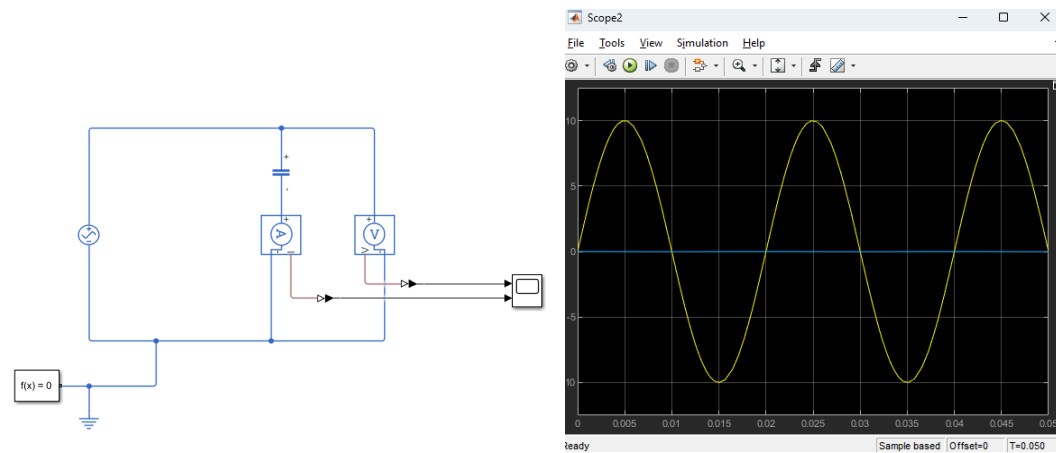 Scope2
File Tools View Simulation Help
+
-
+
A
-
I
+
V
-
V
+
-
f(x) = 0
10
5
0
-5
10
0 0.005 0.01 0.015 0.02 0.025 0.03 0.035 0.04 0.045 0.05
Ready Sample based Offset=0 T=0.050